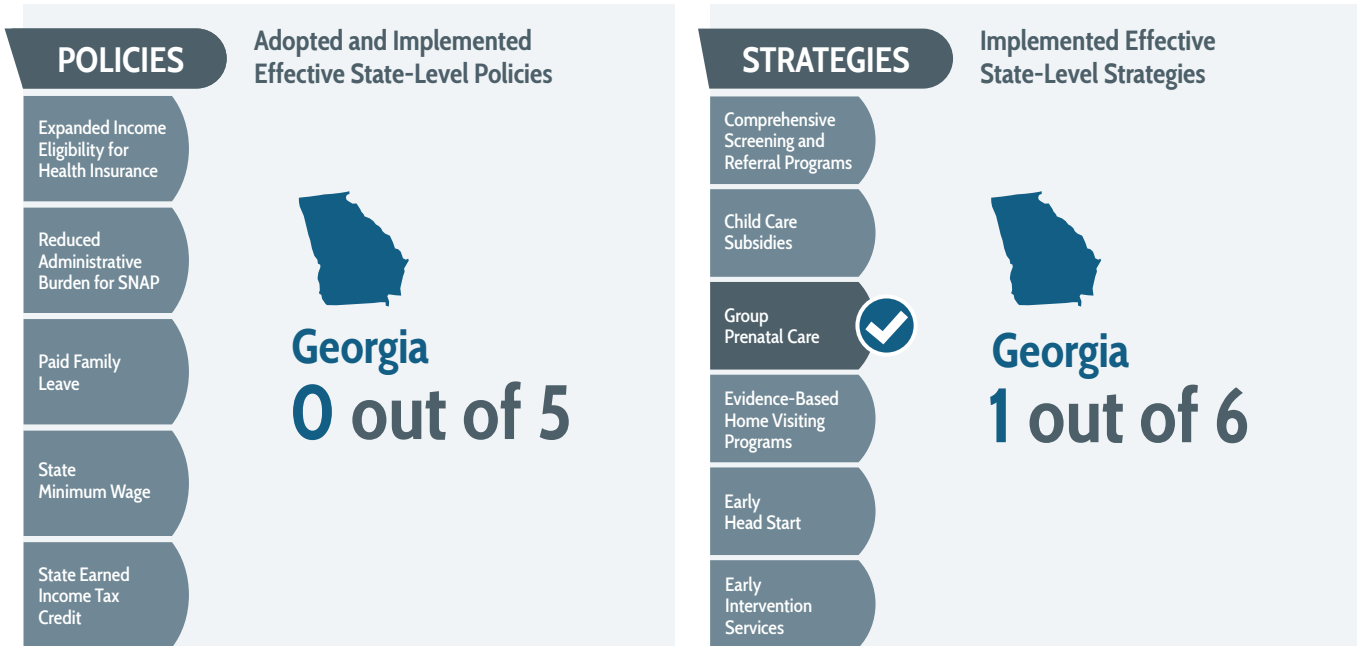 POLICIES
Adopted and Implemented
Effective State-Level Policies
Expanded Income
Eligibility for
Health Insurance
Reduced
Administrative
Burden for SNAP
Paid Family
Leave
State
Minimum Wage
State Earned
Income Tax
Credit
Georgia
0 out of 5
STRATEGIES
Implemented Effective
State-Level Strategies
Comprehensive
Screening and
Referral Programs
Child Care
Subsidies
Group
Prenatal Care
Evidence-Based
Home Visiting
Programs
Early
Head Start
Early
Intervention
Services
Georgia
1 out of 6